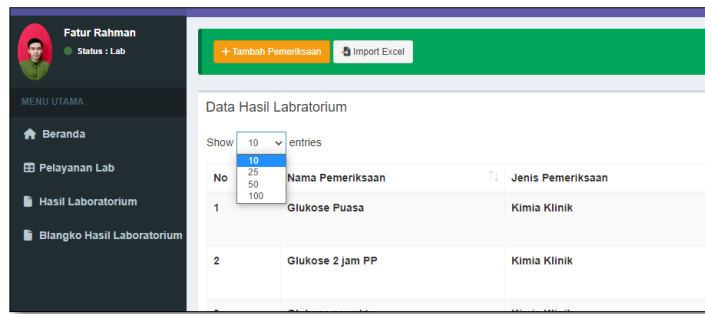 Fatur Rahman
Status : Lab
MENU UTAMA
Beranda
Pelayanan Lab
Hasil Laboratorium
Blangko Hasil Laboratorium
+ Tambah Pemeriksaan
Import Excel
Data Hasil Labratorium
Show 10 entries
10
25
50
100
No Nama Pemeriksaan Jenis Pemeriksaan
1 Glukose Puasa Kimia Klinik
2 Glukose 2 jam PP Kimia Klinik